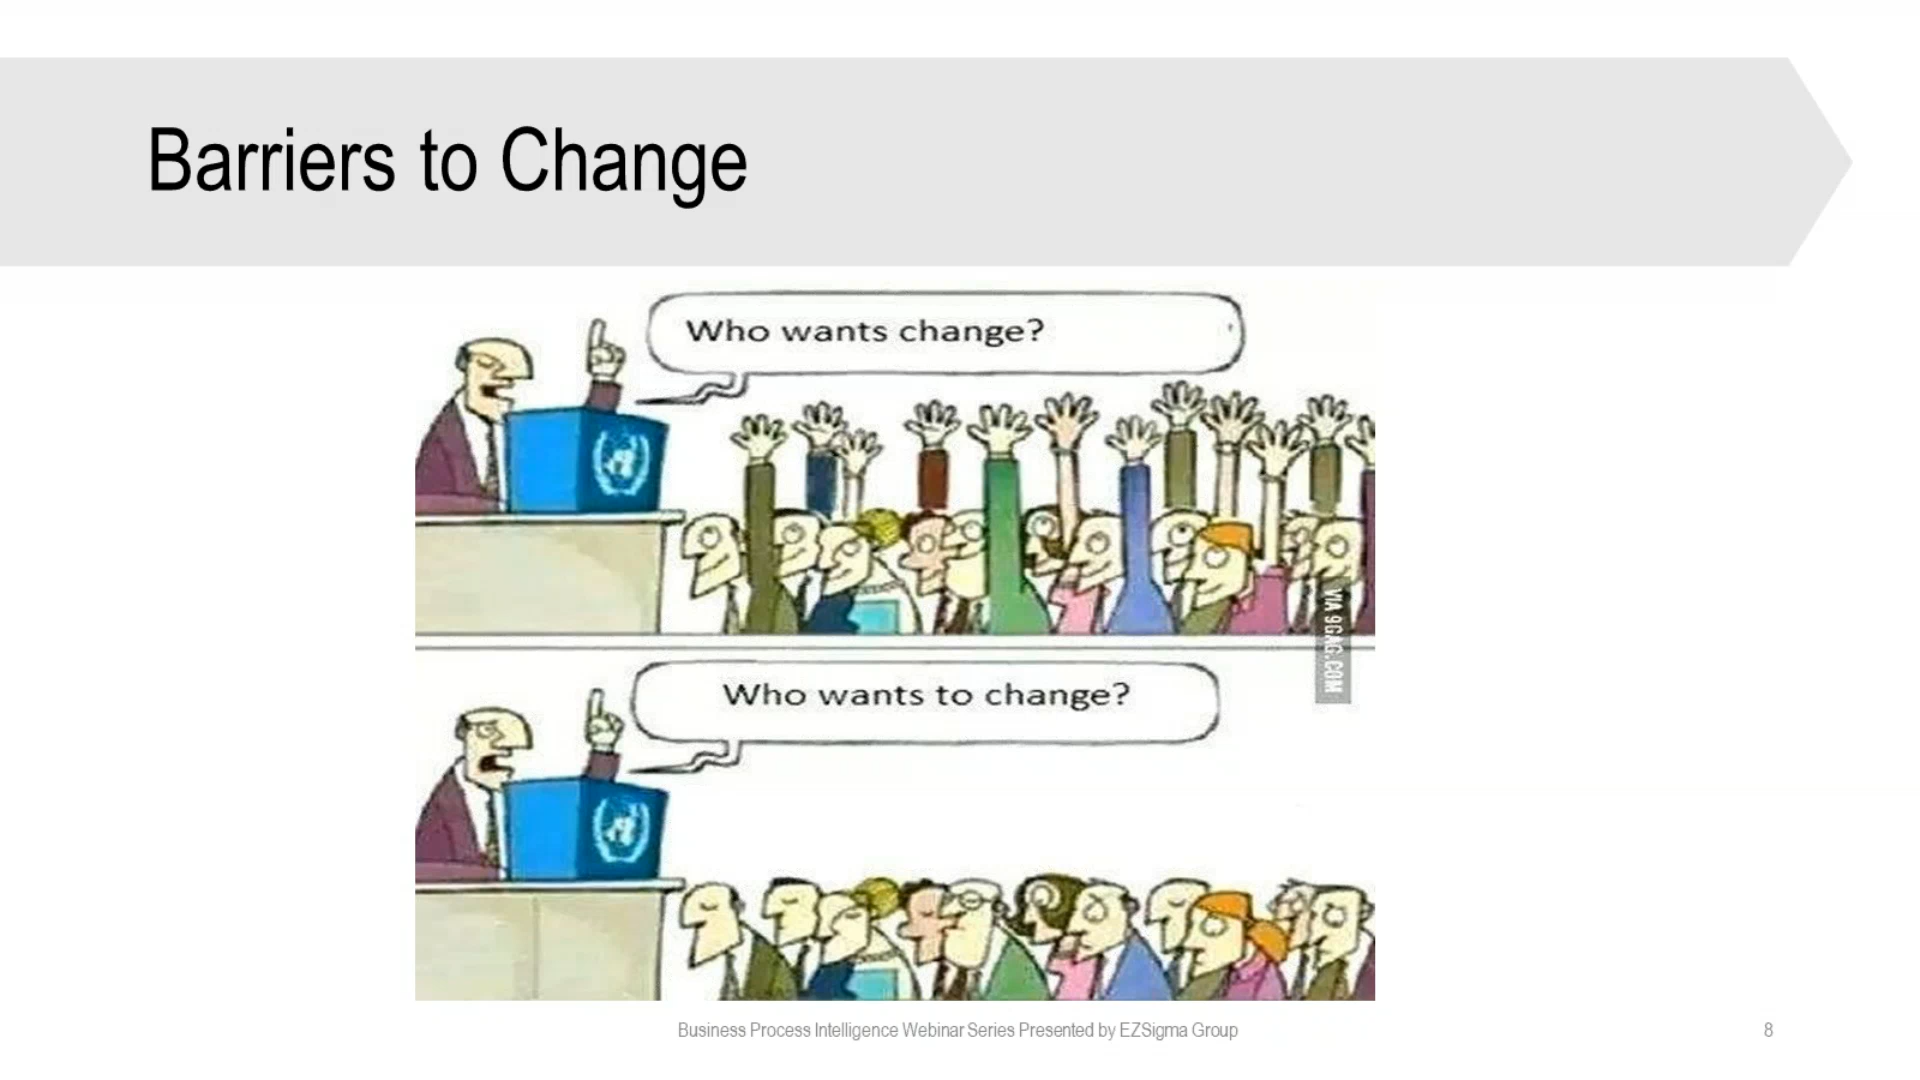 Barriers to Change
Who wants change?
VIA 9GAG.COM
Who wants to change?
Business Process Intelligence Webinar Series Presented by EZSigma Group
8